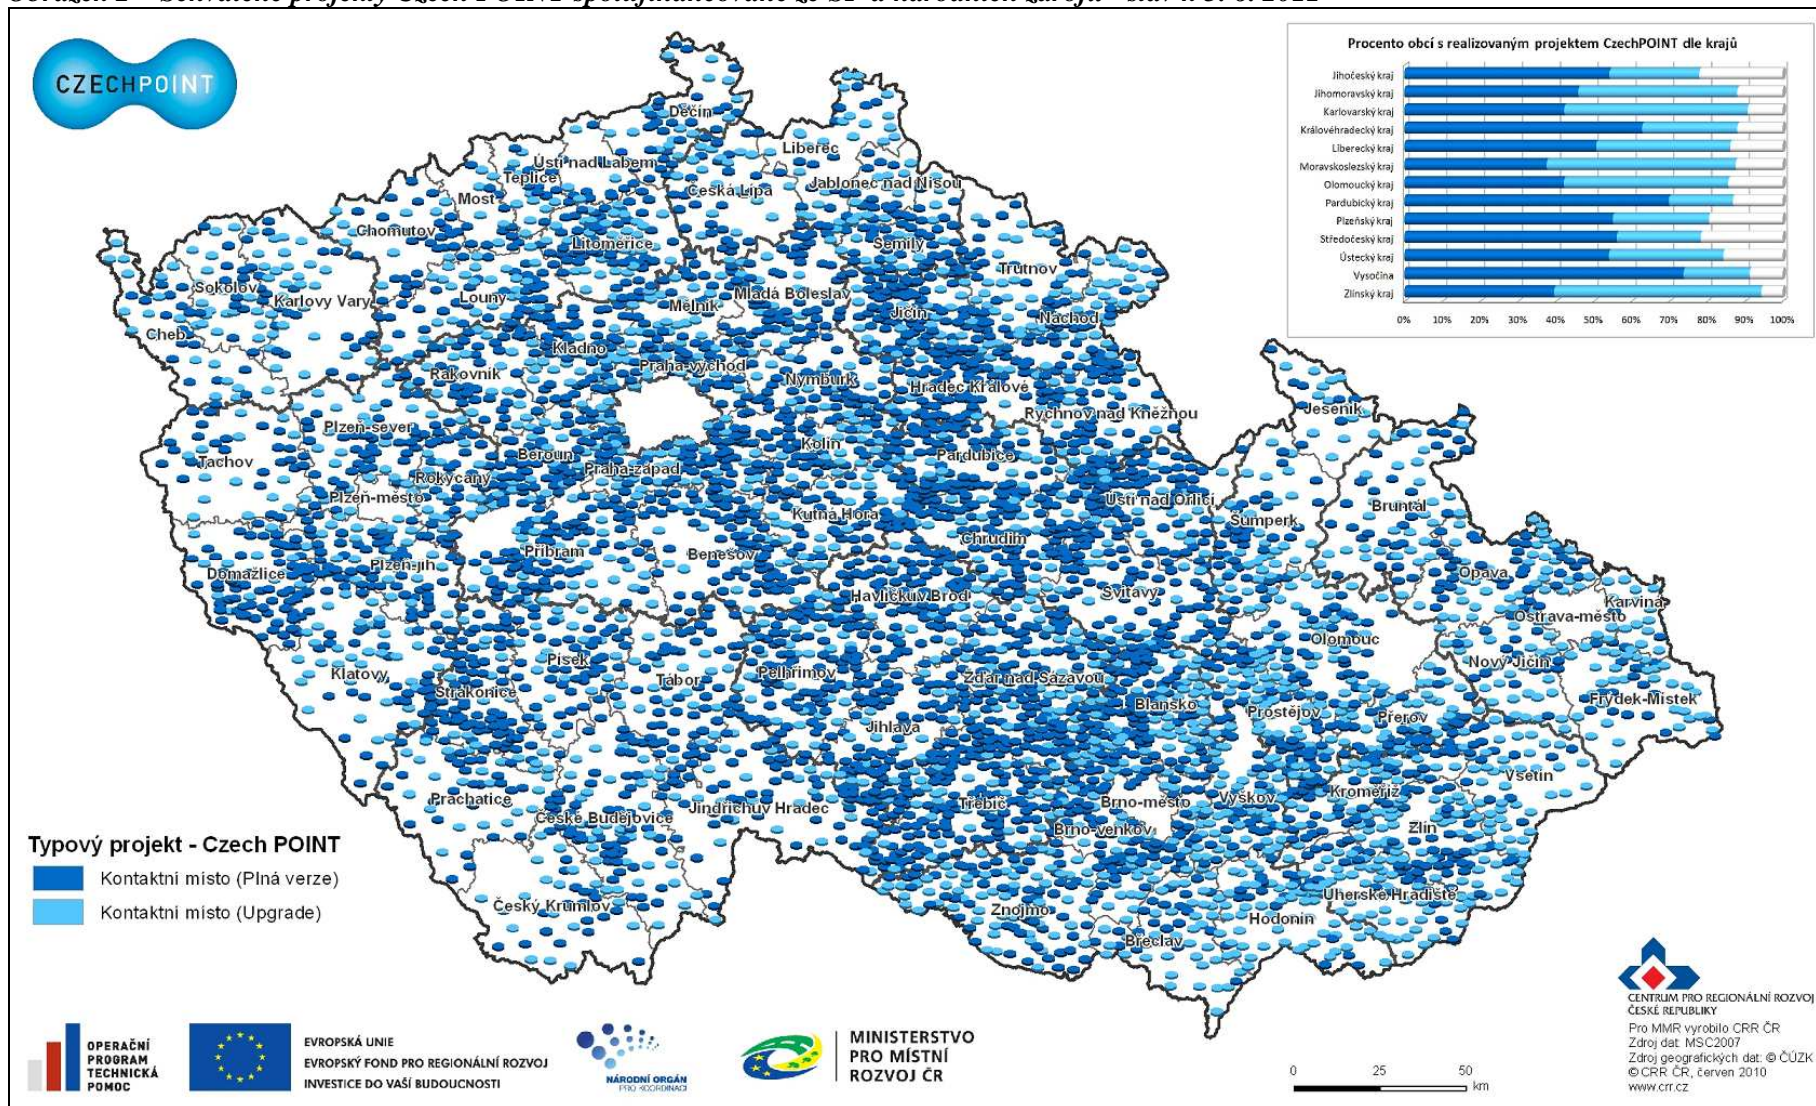 CZECHPOINT
Procento obcí s realizovaným projektem CzechPOINT dle krajů
Jihočeský kraj
Jihomoravský kraj
Karlovarský kraj
Královéhradecký kraj
Liberecký kraj
Moravskoslezský kraj
Olomoucký kraj
Pardubický kraj
Plzeňský kraj
Středočeský kraj
Ústecký kraj
Vysočina
Zlínský kraj
0% 10% 20% 30% 40% 50% 60% 70% 80% 90% 100%
Děčín
Liberec
Ústí nad Labem
Teplice
Česká Lípa
Jablonec nad Nisou
Most
Chomutov
Litoměřice
Semily
Trutnov
Sokolov
Karlovy Vary
Louny
Mělník
Mladá Boleslav
Jičín
Náchod
Cheb
Kladno
Rakovník
Praha-východ
Nymburk
Hradec Králové
Rychnov nad Kněžnou
Jeseník
Plzeň-sever
Tachov
Beroun
Praha-západ
Kolín
Pardubice
Rokycany
Plzeň-město
Ústí nad Orlicí
Kutná Hora
Šumperk
Bruntál
Chrudim
Příbram
Benešov
Plzeň-jih
Domažlice
Opava
Havlíčkův Brod
Svitavy
Karviná
Ostrava-město
Olomouc
Písek
Klatovy
Tábor
Pelhřimov
Žďár nad Sázavou
Nový Jičín
Strakonice
Frýdek-Místek
Blansko
Prostějov
Přerov
Jihlava
Vsetín
Prachatice
České Budějovice
Jindřichův Hradec
Třebíč
Brno-město
Vyškov
Kroměříž
Zlín
Brno-venkov
Český Krumlov
Znojmo
Uherské Hradiště
Hodonín
Břeclav
Typový projekt - Czech POINT
Kontaktní místo (Plná verze)
Kontaktní místo (Upgrade)
OPERAČNÍ
PROGRAM
TECHNICKÁ
POMOC
EVROPSKÁ UNIE
EVROPSKÝ FOND PRO REGIONÁLNÍ ROZVOJ
INVESTICE DO VAŠÍ BUDOUCNOSTI
NÁRODNÍ ORGÁN
PRO KOORDINACI
MINISTERSTVO
PRO MÍSTNÍ
ROZVOJ ČR
0 25 50
km
CENTRUM PRO REGIONÁLNÍ ROZVOJ
ČESKÉ REPUBLIKY
Pro MMR vyrobilo CRR ČR
Zdroj dat: MSC2007
Zdroj geografických dat: © ČÚZK
© CRR ČR, červen 2010
www.crr.cz